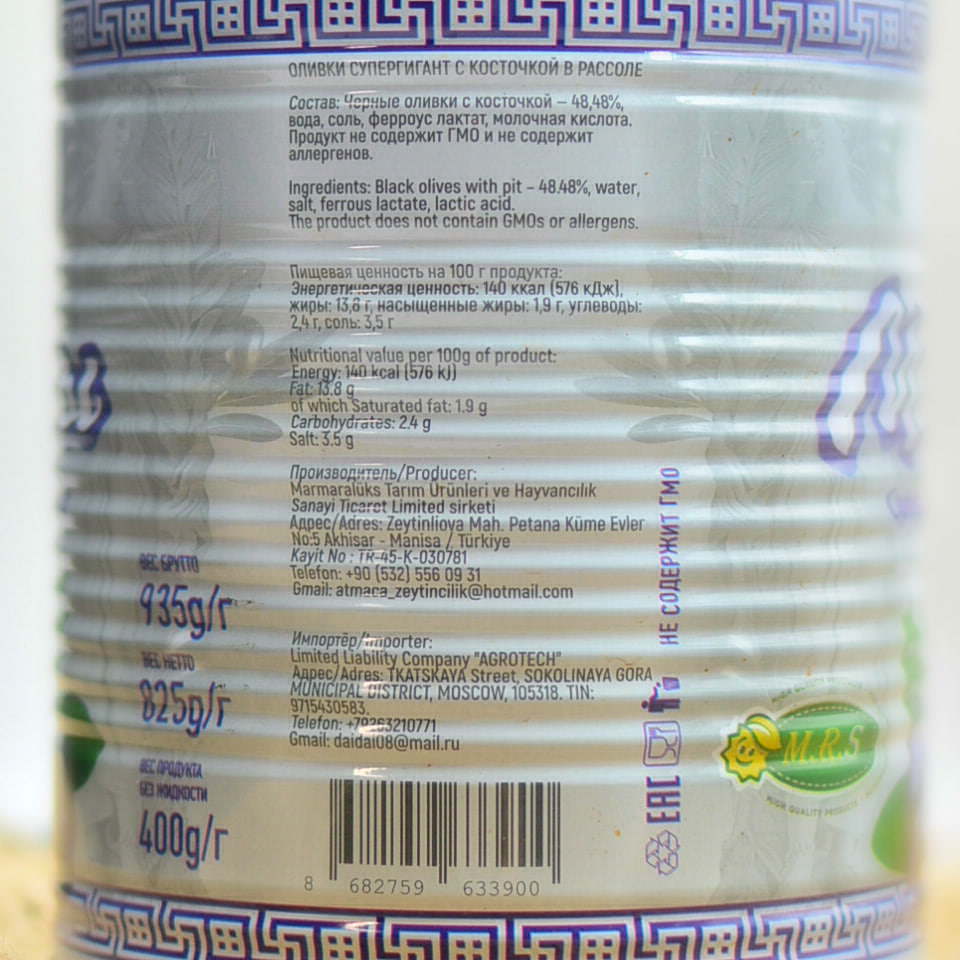 ОЛИВКИ СУПЕРГИГАНТ С КОСТОЧКОЙ В РАССОЛЕ
Состав: Черные оливки с косточкой – 48,48%,
вода, соль, ферроус лактат, молочная кислота.
Продукт не содержит ГМО и не содержит
аллергенов.
Ingredients: Black olives with pit – 48.48%, water,
salt, ferrous lactate, lactic acid.
The product does not contain GMOs or allergens.
Пищевая ценность на 100 г продукта:
Энергетическая ценность: 140 ккал (576 кДж),
жиры: 13,8 г, насыщенные жиры: 1,9 г, углеводы:
2,4 г, соль: 3,5 г
Nutritional value per 100g of product:
Energy: 140 kcal (576 kJ)
Fat: 13.8 g
of which Saturated fat: 1.9 g
Carbohydrates: 2.4 g
Salt: 3.5 g
Производитель/Producer:
Marmaralüks Tarım Ürünleri ve Hayvancılık
Sanayi Ticaret Limited sirketi
Адрес/Adres: Zeytinliova Mah. Petana Küme Evler
No:5 Akhisar - Manisa / Türkiye
Kayit No : TR-45-K-030781
Telefon: +90 (532) 556 09 31
Gmail: atmaca_zeytincilik@hotmail.com
Импортёр/Importer:
Limited Liability Company "AGROTECH"
Адрес/Adres: TKATSKAYA Street, SOKOLINAYA GORA
MUNICIPAL DISTRICT, MOSCOW, 105318. TIN:
9715430583.
Telefon: +79263210771
Gmail: daidai08@mail.ru
ВЕС БРУТТО
935g/г
ВЕС НЕТТО
825g/г
ВЕС ПРОДУКТА
БЕЗ ЖИДКОСТИ
400g/г
8 682759 633900
НЕ СОДЕРЖИТ ГМО
EAC
HIGH QUALITY PRODUCTS
M.R.S
HIGH QUALITY PRODUCTS